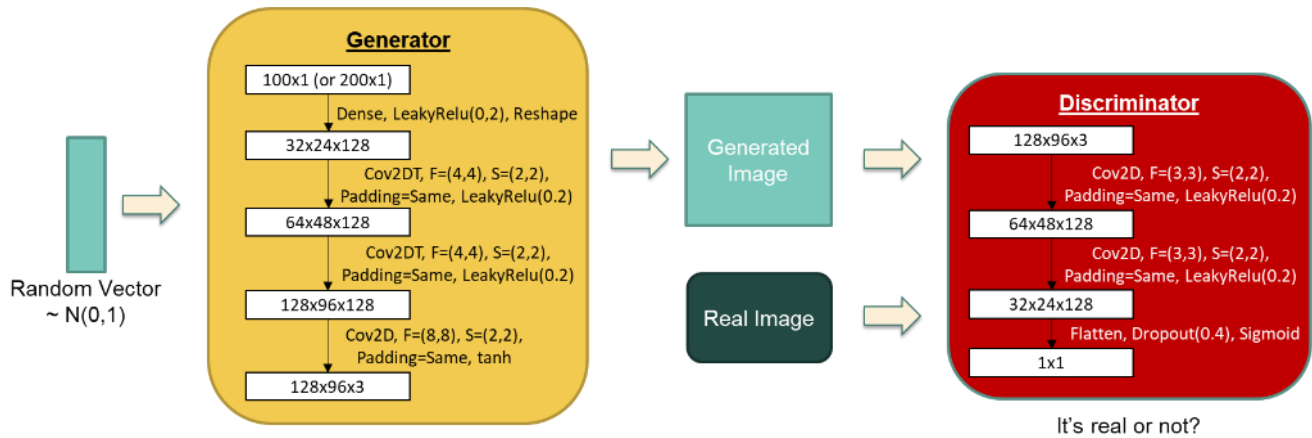 Random Vector
~ N(0,1)
Generator
100x1 (or 200x1)
Dense, LeakyRelu(0,2), Reshape
32x24x128
Cov2DT, F=(4,4), S=(2,2),
Padding=Same, LeakyRelu(0.2)
64x48x128
Cov2DT, F=(4,4), S=(2,2),
Padding=Same, LeakyRelu(0.2)
128x96x128
Cov2D, F=(8,8), S=(2,2),
Padding=Same, tanh
128x96x3
Generated
Image
Real Image
Discriminator
128x96x3
Cov2D, F=(3,3), S=(2,2),
Padding=Same, LeakyRelu(0.2)
64x48x128
Cov2D, F=(3,3), S=(2,2),
Padding=Same, LeakyRelu(0.2)
32x24x128
Flatten, Dropout(0.4), Sigmoid
1x1
It's real or not?